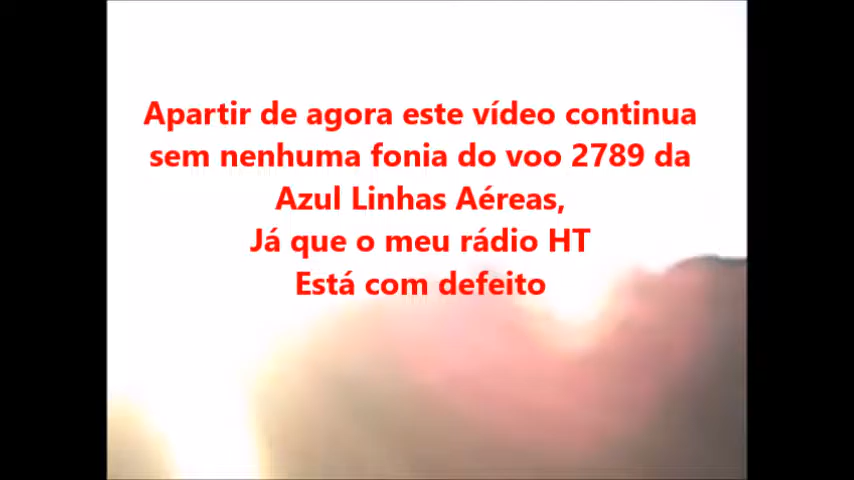 Apartir de agora este vídeo continua
sem nenhuma fonia do voo 2789 da
Azul Linhas Aéreas,
Já que o meu rádio HT
Está com defeito